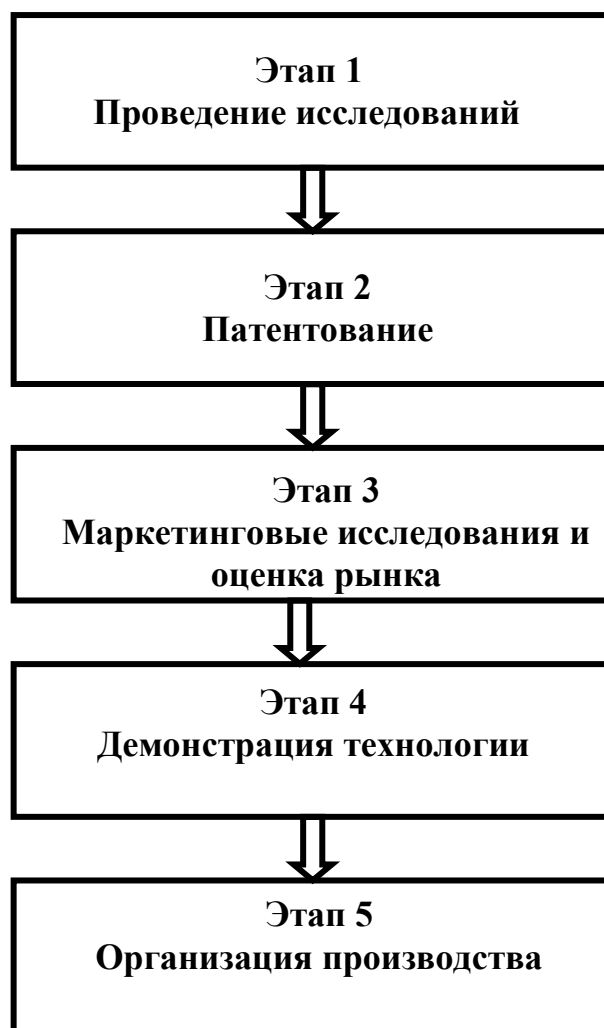 Этап 1
Проведение исследований
Этап 2
Патентование
Этап 3
Маркетинговые исследования и
оценка рынка
Этап 4
Демонстрация технологии
Этап 5
Организация производства